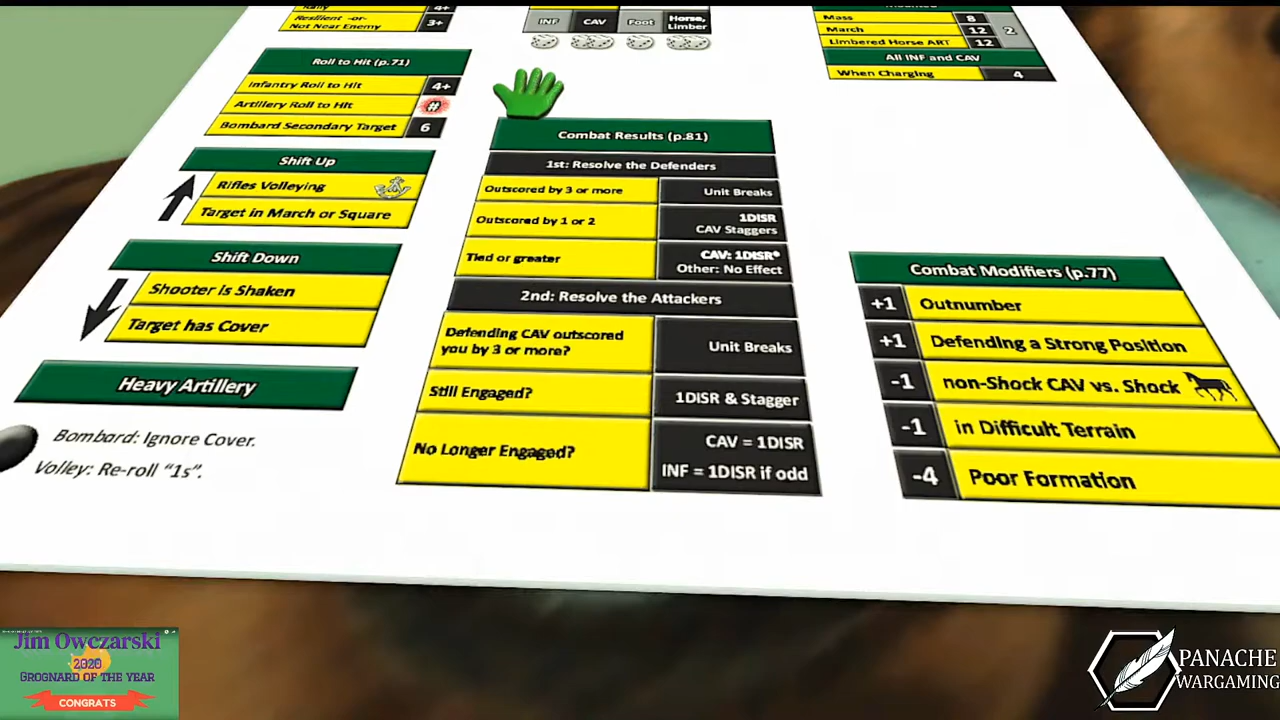 Rally 4+
Resilient -or-
Not Near Enemy 3+
Roll to Hit (p.71)
Infantry Roll to Hit 4+
Artillery Roll to Hit #
Bombard Secondary Target 6
Shift Up
Rifles Volleying
Target in March or Square
Shift Down
Shooter is Shaken
Target has Cover
Heavy Artillery
Bombard: Ignore Cover.
Volley: Re-roll “1s”.
INF CAV Foot Horse,
Limber
Combat Results (p.81)
1st: Resolve the Defenders
Outscored by 3 or more Unit Breaks
Outscored by 1 or 2 1DISR
CAV Staggers
Tied or greater CAV: 1DISR*
Other: No Effect
2nd: Resolve the Attackers
Defending CAV outscored
you by 3 or more? Unit Breaks
Still Engaged? 1DISR & Stagger
No Longer Engaged? CAV = 1DISR
INF = 1DISR if odd
Mass 8
March 12 2
Limbered Horse ART 12
All INF and CAV
When Charging 4
Combat Modifiers (p.77)
+1 Outnumber
+1 Defending a Strong Position
-1 non-Shock CAV vs. Shock
-1 in Difficult Terrain
-4 Poor Formation
Jim Owczarski
2020
GROGNARD OF THE YEAR
CONGRATS
PANACHE
WARGAMING